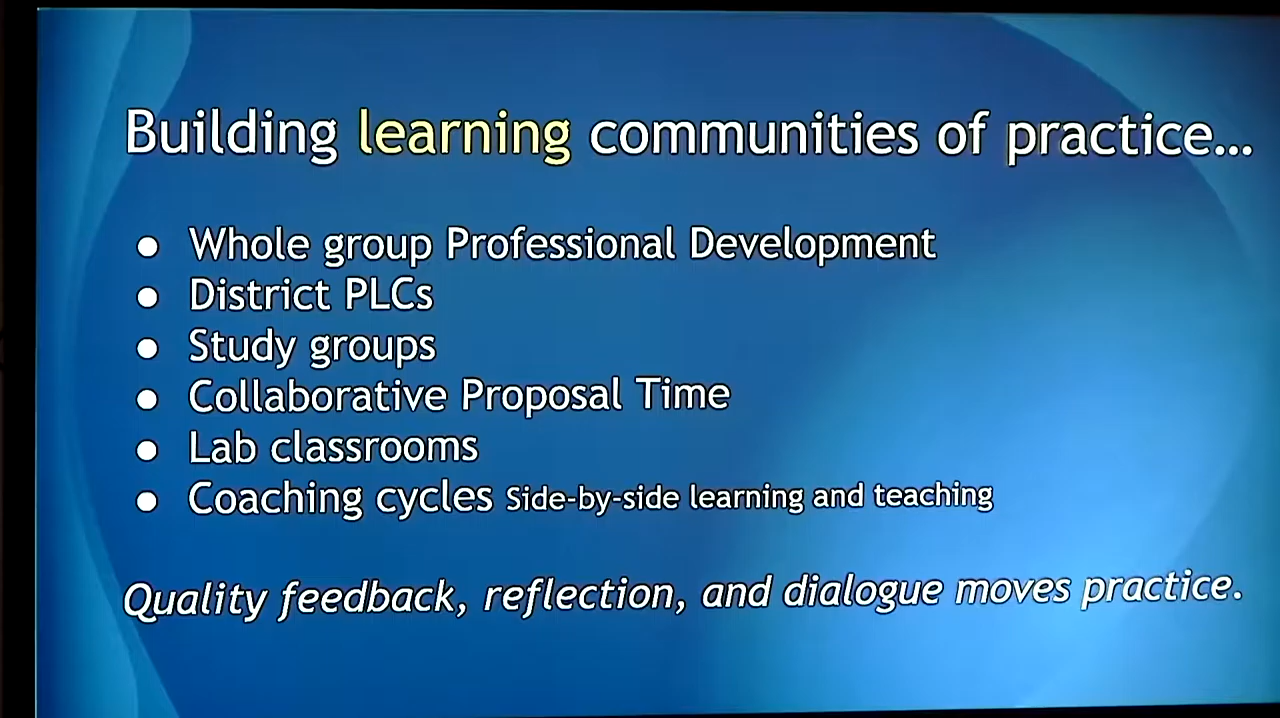 Building learning communities of practice...
● Whole group Professional Development
● District PLCs
● Study groups
● Collaborative Proposal Time
● Lab classrooms
● Coaching cycles Side-by-side learning and teaching
Quality feedback, reflection, and dialogue moves practice.